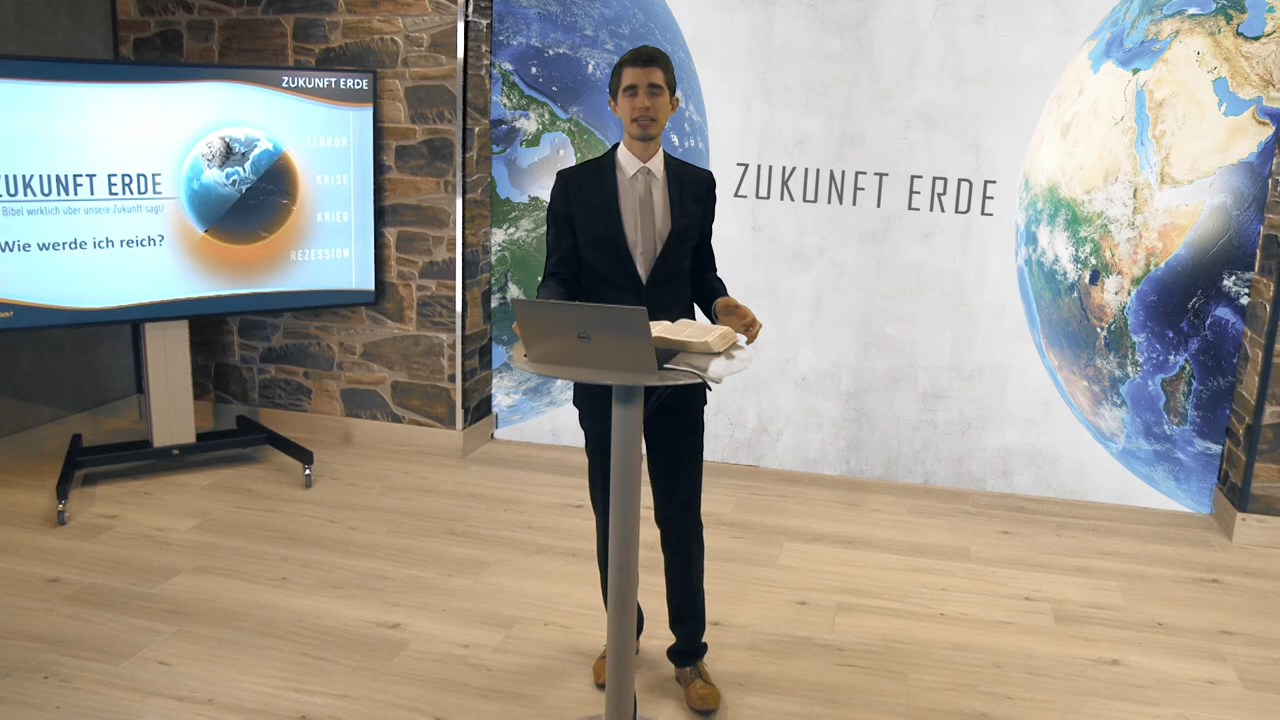 ZUKUNFT ERDE
TERROR
KRISE
ZUKUNFT ERDE
Bibel wirklich über unsere Zukunft sagt!
KRIEG
Wie werde ich reich?
REZESSION
ZUKUNFT ERDE
DELL